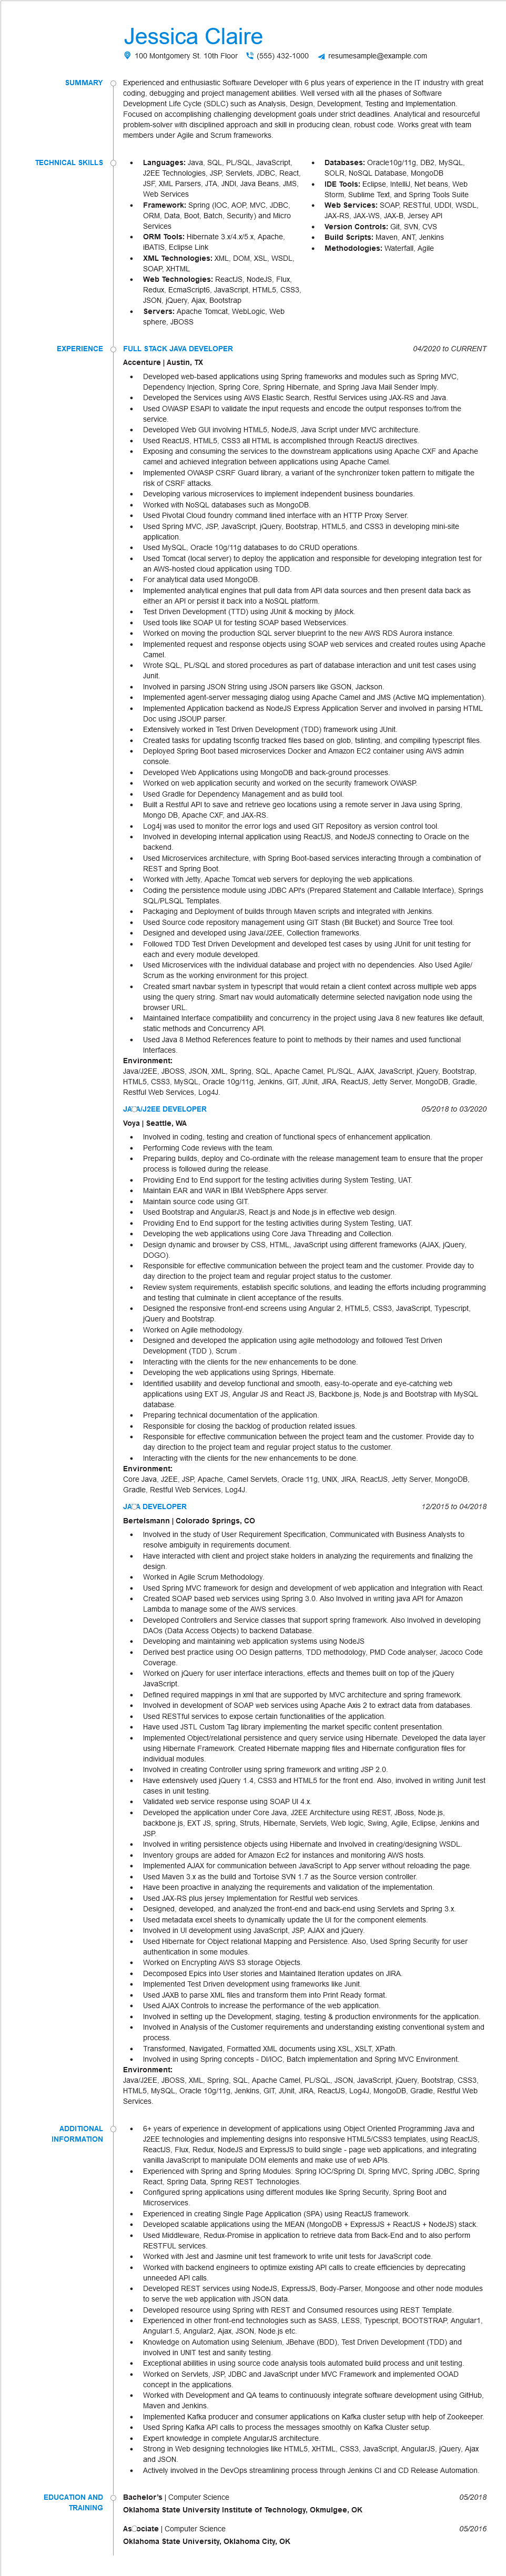 Jessica Claire
100 Montgomery St. 10th Floor (555) 432-1000 resumesample@example.com
SUMMARY
Experienced and enthusiastic Software Developer with 6 plus years of experience in the IT industry with great
coding, debugging and project management abilities. Well versed with all the phases of Software
Development Life Cycle (SDLC) such as Analysis, Design, Development, Testing and Implementation.
Focused on accomplishing challenging development goals under strict deadlines. Analytical and resourceful
problem-solver with disciplined approach and skill in producing clean, robust code. Works great with team
members under Agile and Scrum frameworks.
TECHNICAL SKILLS
• Languages: Java, SQL, PL/SQL, JavaScript,
J2EE Technologies, JSP, Servlets, JDBC, React,
JSF, XML Parsers, JTA, JNDI, Java Beans, JMS,
Web Services
• Framework: Spring (IOC, AOP, MVC, JDBC,
ORM, Data, Boot, Batch, Security) and Micro
Services
• ORM Tools: Hibernate 3.x/4.x/5.x, Apache,
iBATIS, Eclipse Link
• XML Technologies: XML, DOM, XSL, WSDL,
SOAP, XHTML
• Web Technologies: ReactJS, NodeJS, Flux,
Redux, EcmaScript6, JavaScript, HTML5, CSS3,
JSON, jQuery, Ajax, Bootstrap
• Servers: Apache Tomcat, WebLogic, Web
sphere, JBOSS
• Databases: Oracle10g/11g, DB2, MySQL,
SOLR, NoSQL Database, MongoDB
• IDE Tools: Eclipse, IntelliJ, Net beans, Web
Storm, Sublime Text, and Spring Tools Suite
• Web Services: SOAP, RESTful, UDDI, WSDL,
JAX-RS, JAX-WS, JAX-B, Jersey API
• Version Controls: Git, SVN, CVS
• Build Scripts: Maven, ANT, Jenkins
• Methodologies: Waterfall, Agile
EXPERIENCE
FULL STACK JAVA DEVELOPER 04/2020 to CURRENT
Accenture | Austin, TX
• Developed web-based applications using Spring frameworks and modules such as Spring MVC,
Dependency Injection, Spring Core, Spring Hibernate, and Spring Java Mail Sender Imply.
• Developed the Services using AWS Elastic Search, Restful Services using JAX-RS and Java.
• Used OWASP ESAPI to validate the input requests and encode the output responses to/from the
service.
• Developed Web GUI involving HTML5, NodeJS, Java Script under MVC architecture.
• Used ReactJS, HTML5, CSS3 all HTML is accomplished through ReactJS directives.
• Exposing and consuming the services to the downstream applications using Apache CXF and Apache
camel and achieved integration between applications using Apache Camel.
• Implemented OWASP CSRF Guard library, a variant of the synchronizer token pattern to mitigate the
risk of CSRF attacks.
• Developing various microservices to implement independent business boundaries.
• Worked with NoSQL databases such as MongoDB.
• Used Pivotal Cloud foundry command lined interface with an HTTP Proxy Server.
• Used Spring MVC, JSP, JavaScript, jQuery, Bootstrap, HTML5, and CSS3 in developing mini-site
application.
• Used MySQL, Oracle 10g/11g databases to do CRUD operations.
• Used Tomcat (local server) to deploy the application and responsible for developing integration test for
an AWS-hosted cloud application using TDD.
• For analytical data used MongoDB.
• Implemented analytical engines that pull data from API data sources and then present data back as
either an API or persist it back into a NoSQL platform.
• Test Driven Development (TTD) using JUnit & mocking by jMock.
• Used tools like SOAP UI for testing SOAP based Webservices.
• Worked on moving the production SQL server blueprint to the new AWS RDS Aurora instance.
• Implemented request and response objects using SOAP web services and created routes using Apache
Camel.
• Wrote SQL, PL/SQL and stored procedures as part of database interaction and unit test cases using
Junit.
• Involved in parsing JSON String using JSON parsers like GSON, Jackson.
• Implemented agent-server messaging dialog using Apache Camel and JMS (Active MQ implementation).
• Implemented Application backend as NodeJS Express Application Server and involved in parsing HTML
Doc using JSOUP parser.
• Extensively worked in Test Driven Development (TDD) framework using JUnit.
• Created tasks for updating tsconfig tracked files based on glob, tslinting, and compiling typescript files.
• Deployed Spring Boot based microservices Docker and Amazon EC2 container using AWS admin
console.
• Developed Web Applications using MongoDB and back-ground processes.
• Worked on web application security and worked on the security framework OWASP.
• Used Gradle for Dependency Management and as build tool.
• Built a Restful API to save and retrieve geo locations using a remote server in Java using Spring,
Mongo DB, Apache CXF, and JAX-RS.
• Log4j was used to monitor the error logs and used GIT Repository as version control tool.
• Involved in developing internal application using ReactJS, and NodeJS connecting to Oracle on the
backend.
• Used Microservices architecture, with Spring Boot-based services interacting through a combination of
REST and Spring Boot.
• Worked with Jetty, Apache Tomcat web servers for deploying the web applications.
• Coding the persistence module using JDBC API's (Prepared Statement and Callable Interface), Springs
SQL/PLSQL Templates.
• Packaging and Deployment of builds through Maven scripts and integrated with Jenkins.
• Used Source code repository management using GIT Stash (Bit Bucket) and Source Tree tool.
• Designed and developed using Java/J2EE, Collection frameworks.
• Followed TDD Test Driven Development and developed test cases by using JUnit for unit testing for
each and every module developed.
• Used Microservices with the individual database and project with no dependencies. Also Used Agile/
Scrum as the working environment for this project.
• Created smart navbar system in typescript that would retain a client context across multiple web apps
using the query string. Smart nav would automatically determine selected navigation node using the
browser URL.
• Maintained Interface compatibility and concurrency in the project using Java 8 new features like default,
static methods and Concurrency API.
• Used Java 8 Method References feature to point to methods by their names and used functional
Interfaces.
Environment:
Java/J2EE, JBOSS, JSON, XML, Spring, SQL, Apache Camel, PL/SQL, AJAX, JavaScript, jQuery, Bootstrap,
HTML5, CSS3, MySQL, Oracle 10g/11g, Jenkins, GIT, JUnit, JIRA, ReactJS, Jetty Server, MongoDB, Gradle,
Restful Web Services, Log4J.
JAVA/J2EE DEVELOPER 05/2018 to 03/2020
Voya | Seattle, WA
• Involved in coding, testing and creation of functional specs of enhancement application.
• Performing Code reviews with the team.
• Preparing builds, deploy and Co-ordinate with the release management team to ensure that the proper
process is followed during the release.
• Providing End to End support for the testing activities during System Testing, UAT.
• Maintain EAR and WAR in IBM WebSphere Apps server.
• Maintain source code using GIT.
• Used Bootstrap and AngularJS, React.js and Node.js in effective web design.
• Providing End to End support for the testing activities during System Testing, UAT.
• Developing the web applications using Core Java Threading and Collection.
• Design dynamic and browser by CSS, HTML, JavaScript using different frameworks (AJAX, jQuery,
DOGO).
• Responsible for effective communication between the project team and the customer. Provide day to
day direction to the project team and regular project status to the customer.
• Review system requirements, establish specific solutions, and leading the efforts including programming
and testing that culminate in client acceptance of the results.
• Designed the responsive front-end screens using Angular 2, HTML5, CSS3, JavaScript, Typescript,
jQuery and Bootstrap.
• Worked on Agile methodology.
• Designed and developed the application using agile methodology and followed Test Driven
Development (TDD ), Scrum .
• Interacting with the clients for the new enhancements to be done.
• Developing the web applications using Springs, Hibernate.
• Identified usability and develop functional and smooth, easy-to-operate and eye-catching web
applications using EXT JS, Angular JS and React JS, Backbone.js, Node.js and Bootstrap with MySQL
database.
• Preparing technical documentation of the application.
• Responsible for closing the backlog of production related issues.
• Responsible for effective communication between the project team and the customer. Provide day to
day direction to the project team and regular project status to the customer.
• Interacting with the clients for the new enhancements to be done.
Environment:
Core Java, J2EE, JSP, Apache, Camel Servlets, Oracle 11g, UNIX, JIRA, ReactJS, Jetty Server, MongoDB,
Gradle, Restful Web Services, Log4J.
JAVA DEVELOPER 12/2015 to 04/2018
Bertelsmann | Colorado Springs, CO
• Involved in the study of User Requirement Specification, Communicated with Business Analysts to
resolve ambiguity in requirements document.
• Have interacted with client and project stake holders in analyzing the requirements and finalizing the
design.
• Worked in Agile Scrum Methodology.
• Used Spring MVC framework for design and development of web application and Integration with React.
• Created SOAP based web services using Spring 3.0. Also Involved in writing java API for Amazon
Lambda to manage some of the AWS services.
• Developed Controllers and Service classes that support spring framework. Also Involved in developing
DAOs (Data Access Objects) to backend Database.
• Developing and maintaining web application systems using NodeJS
• Derived best practice using OO Design patterns, TDD methodology, PMD Code analyser, Jacoco Code
Coverage.
• Worked on jQuery for user interface interactions, effects and themes built on top of the jQuery
JavaScript.
• Defined required mappings in xml that are supported by MVC architecture and spring framework.
• Involved in development of SOAP web services using Apache Axis 2 to extract data from databases.
• Used RESTful services to expose certain functionalities of the application.
• Have used JSTL Custom Tag library implementing the market specific content presentation.
• Implemented Object/relational persistence and query service using Hibernate. Developed the data layer
using Hibernate Framework. Created Hibernate mapping files and Hibernate configuration files for
individual modules.
• Involved in creating Controller using spring framework and writing JSP 2.0.
• Have extensively used jQuery 1.4, CSS3 and HTML5 for the front end. Also, involved in writing Junit test
cases in unit testing.
• Validated web service response using SOAP UI 4.x.
• Developed the application under Core Java, J2EE Architecture using REST, JBoss, Node.js,
backbone.js, EXT JS, spring, Struts, Hibernate, Servlets, Web logic, Swing, Agile, Eclipse, Jenkins and
JSP.
• Involved in writing persistence objects using Hibernate and Involved in creating/designing WSDL.
• Inventory groups are added for Amazon Ec2 for instances and monitoring AWS hosts.
• Implemented AJAX for communication between JavaScript to App server without reloading the page.
• Used Maven 3.x as the build and Tortoise SVN 1.7 as the Source version controller.
• Have been proactive in analyzing the requirements and validation of the implementation.
• Used JAX-RS plus jersey Implementation for Restful web services.
• Designed, developed, and analyzed the front-end and back-end using Servlets and Spring 3.x.
• Used metadata excel sheets to dynamically update the UI for the component elements.
• Involved in UI development using JavaScript, JSP, AJAX and jQuery.
• Used Hibernate for Object relational Mapping and Persistence. Also, Used Spring Security for user
authentication in some modules.
• Worked on Encrypting AWS S3 storage Objects.
• Decomposed Epics into User stories and Maintained Iteration updates on JIRA.
• Implemented Test Driven development using frameworks like Junit.
• Used JAXB to parse XML files and transform them into Print Ready format.
• Used AJAX Controls to increase the performance of the web application.
• Involved in setting up the Development, staging, testing & production environments for the application.
• Involved in Analysis of the Customer requirements and understanding existing conventional system and
process.
• Transformed, Navigated, Formatted XML documents using XSL, XSLT, XPath.
• Involved in using Spring concepts - DI/IOC, Batch implementation and Spring MVC Environment.
Environment:
Java/J2EE, JBOSS, XML, Spring, SQL, Apache Camel, PL/SQL, JSON, JavaScript, jQuery, Bootstrap, CSS3,
HTML5, MySQL, Oracle 10g/11g, Jenkins, GIT, JUnit, JIRA, ReactJS, Log4J, MongoDB, Gradle, Restful Web
Services.
ADDITIONAL
INFORMATION
• 6+ years of experience in development of applications using Object Oriented Programming Java and
J2EE technologies and implementing designs into responsive HTML5/CSS3 templates, using ReactJS,
ReactJS, Flux, Redux, NodeJS and ExpressJS to build single - page web applications, and integrating
vanilla JavaScript to manipulate DOM elements and make use of web APIs.
• Experienced with Spring and Spring Modules: Spring IOC/Spring DI, Spring MVC, Spring JDBC, Spring
React, Spring Data, Spring REST Technologies.
• Configured spring applications using different modules like Spring Security, Spring Boot and
Microservices.
• Experienced in creating Single Page Application (SPA) using ReactJS framework.
• Developed scalable applications using the MEAN (MongoDB + ExpressJS + ReactJS + NodeJS) stack.
• Used Middleware, Redux-Promise in application to retrieve data from Back-End and to also perform
RESTFUL services.
• Worked with Jest and Jasmine unit test framework to write unit tests for JavaScript code.
• Worked with backend engineers to optimize existing API calls to create efficiencies by deprecating
unneeded API calls.
• Developed REST services using NodeJS, ExpressJS, Body-Parser, Mongoose and other node modules
to serve the web application with JSON data.
• Developed resource using Spring with REST and Consumed resources using REST Template.
• Experienced in other front-end technologies such as SASS, LESS, Typescript, BOOTSTRAP, Angular1,
Angular1.5, Angular2, Ajax, JSON, Node.js etc.
• Knowledge on Automation using Selenium, JBehave (BDD), Test Driven Development (TDD) and
involved in UNIT test and sanity testing.
• Exceptional abilities in using source code analysis tools automated build process and unit testing.
• Worked on Servlets, JSP, JDBC and JavaScript under MVC Framework and implemented OOAD
concept in the applications.
• Worked with Development and QA teams to continuously integrate software development using GitHub,
Maven and Jenkins.
• Implemented Kafka producer and consumer applications on Kafka cluster setup with help of Zookeeper.
• Used Spring Kafka API calls to process the messages smoothly on Kafka Cluster setup.
• Expert knowledge in complete AngularJS architecture.
• Strong in Web designing technologies like HTML5, XHTML, CSS3, JavaScript, AngularJS, jQuery, Ajax
and JSON.
• Actively involved in the DevOps streamlining process through Jenkins CI and CD Release Automation.
EDUCATION AND
TRAINING
Bachelor's | Computer Science 05/2018
Oklahoma State University Institute of Technology, Okmulgee, OK
Associate | Computer Science 05/2016
Oklahoma State University, Oklahoma City, OK